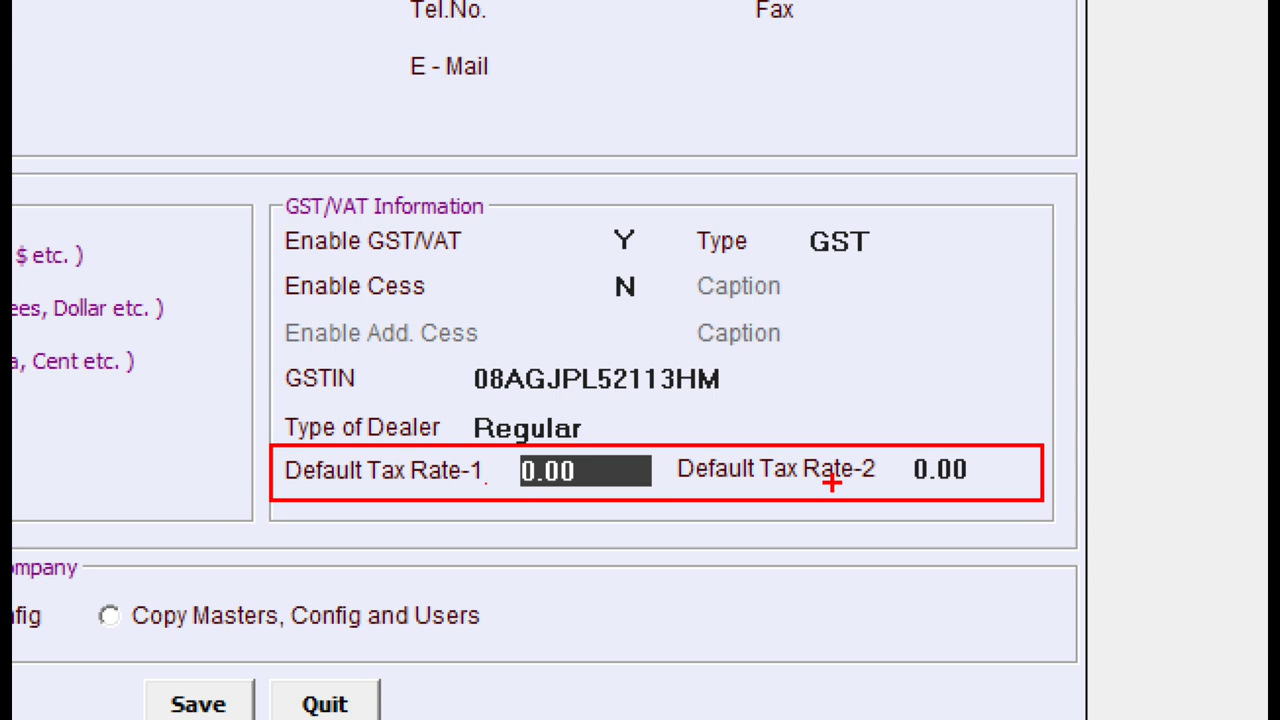 Tel.No. Fax
E - Mail
GST/VAT Information
Enable GST/VAT Y Type GST
$ etc. )
Enable Cess N Caption
ees, Dollar etc. )
Enable Add. Cess Caption
a, Cent etc. )
GSTIN 08AGJPL52113HM
Type of Dealer Regular
Default Tax Rate-1 0.00 Default Tax Rate-2 0.00
ompany
nfig Copy Masters, Config and Users
Save Quit